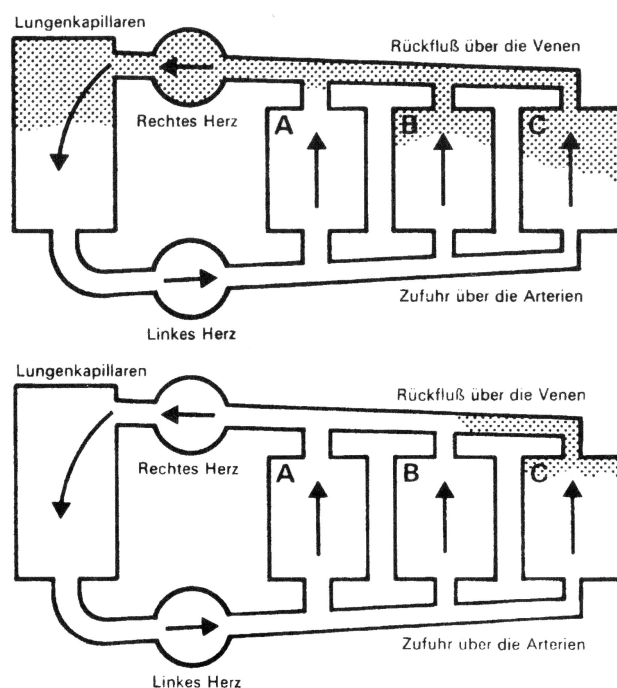 Lungenkapillaren
Rückfluß über die Venen
Rechtes Herz
A
B
C
Zufuhr über die Arterien
Linkes Herz
Lungenkapillaren
Rückfluß über die Venen
Rechtes Herz
A
B
C
Zufuhr uber die Arterien
Linkes Herz